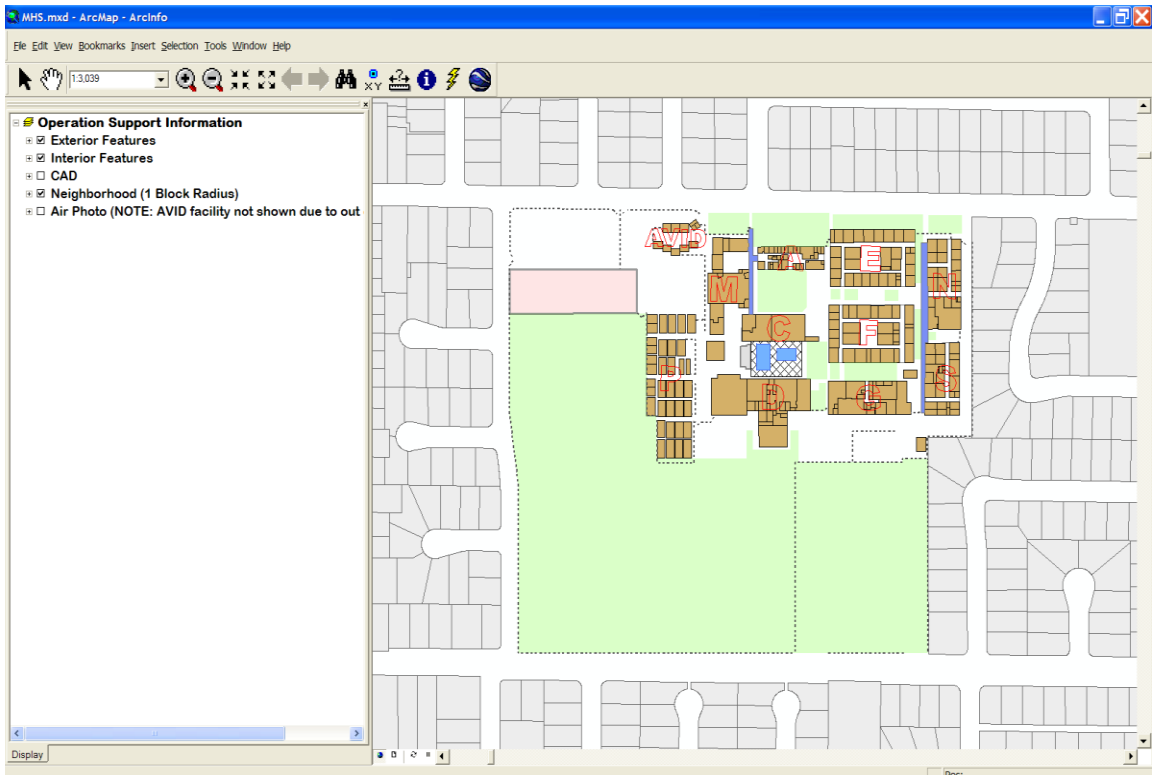 MHS.mxd - ArcMap - ArcInfo
File Edit View Bookmarks Insert Selection Tools Window Help
1:3,039
XY
Operation Support Information
Exterior Features
Interior Features
CAD
Neighborhood (1 Block Radius)
Air Photo (NOTE: AVID facility not shown due to out
AVID
A
E
M
N
C
F
P
D
G
S
Display